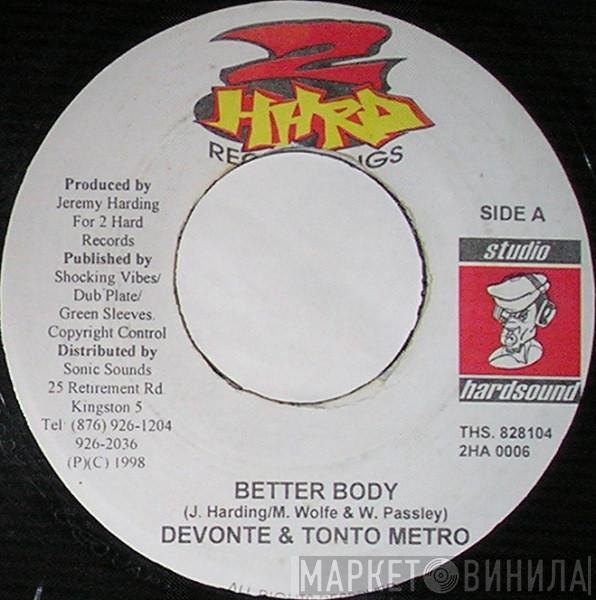 2
HARD
Produced by
Jeremy Harding
For 2 Hard
Records
Published by
Shocking Vibes/
Dub Plate/
Green Sleeves.
Copyright Control
Distributed by
Sonic Sounds
25 Retirement Rd
Kingston 5
Tel: (876) 926-1204
926-2036
(P)(C) 1998
SIDE A
studio
hardsound
THS. 828104
2HA 0006
BETTER BODY
(J. Harding/M. Wolfe & W. Passley)
DEVONTE & TONTO METRO
ALL
МАРКЕТ ВИНИЛА